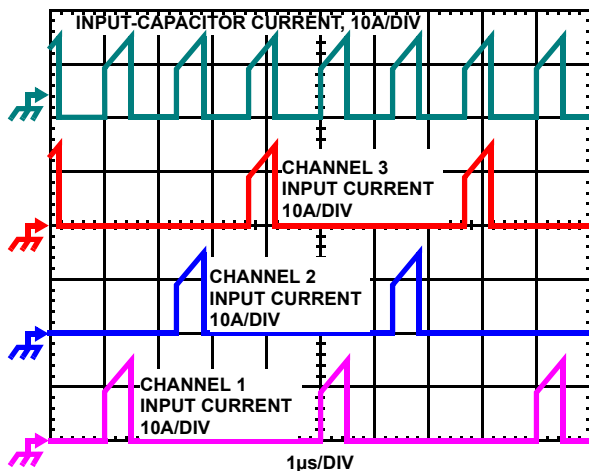 INPUT-CAPACITOR CURRENT, 10A/DIV
CHANNEL 3
INPUT CURRENT
10A/DIV
CHANNEL 2
INPUT CURRENT
10A/DIV
CHANNEL 1
INPUT CURRENT
10A/DIV
1µs/DIV